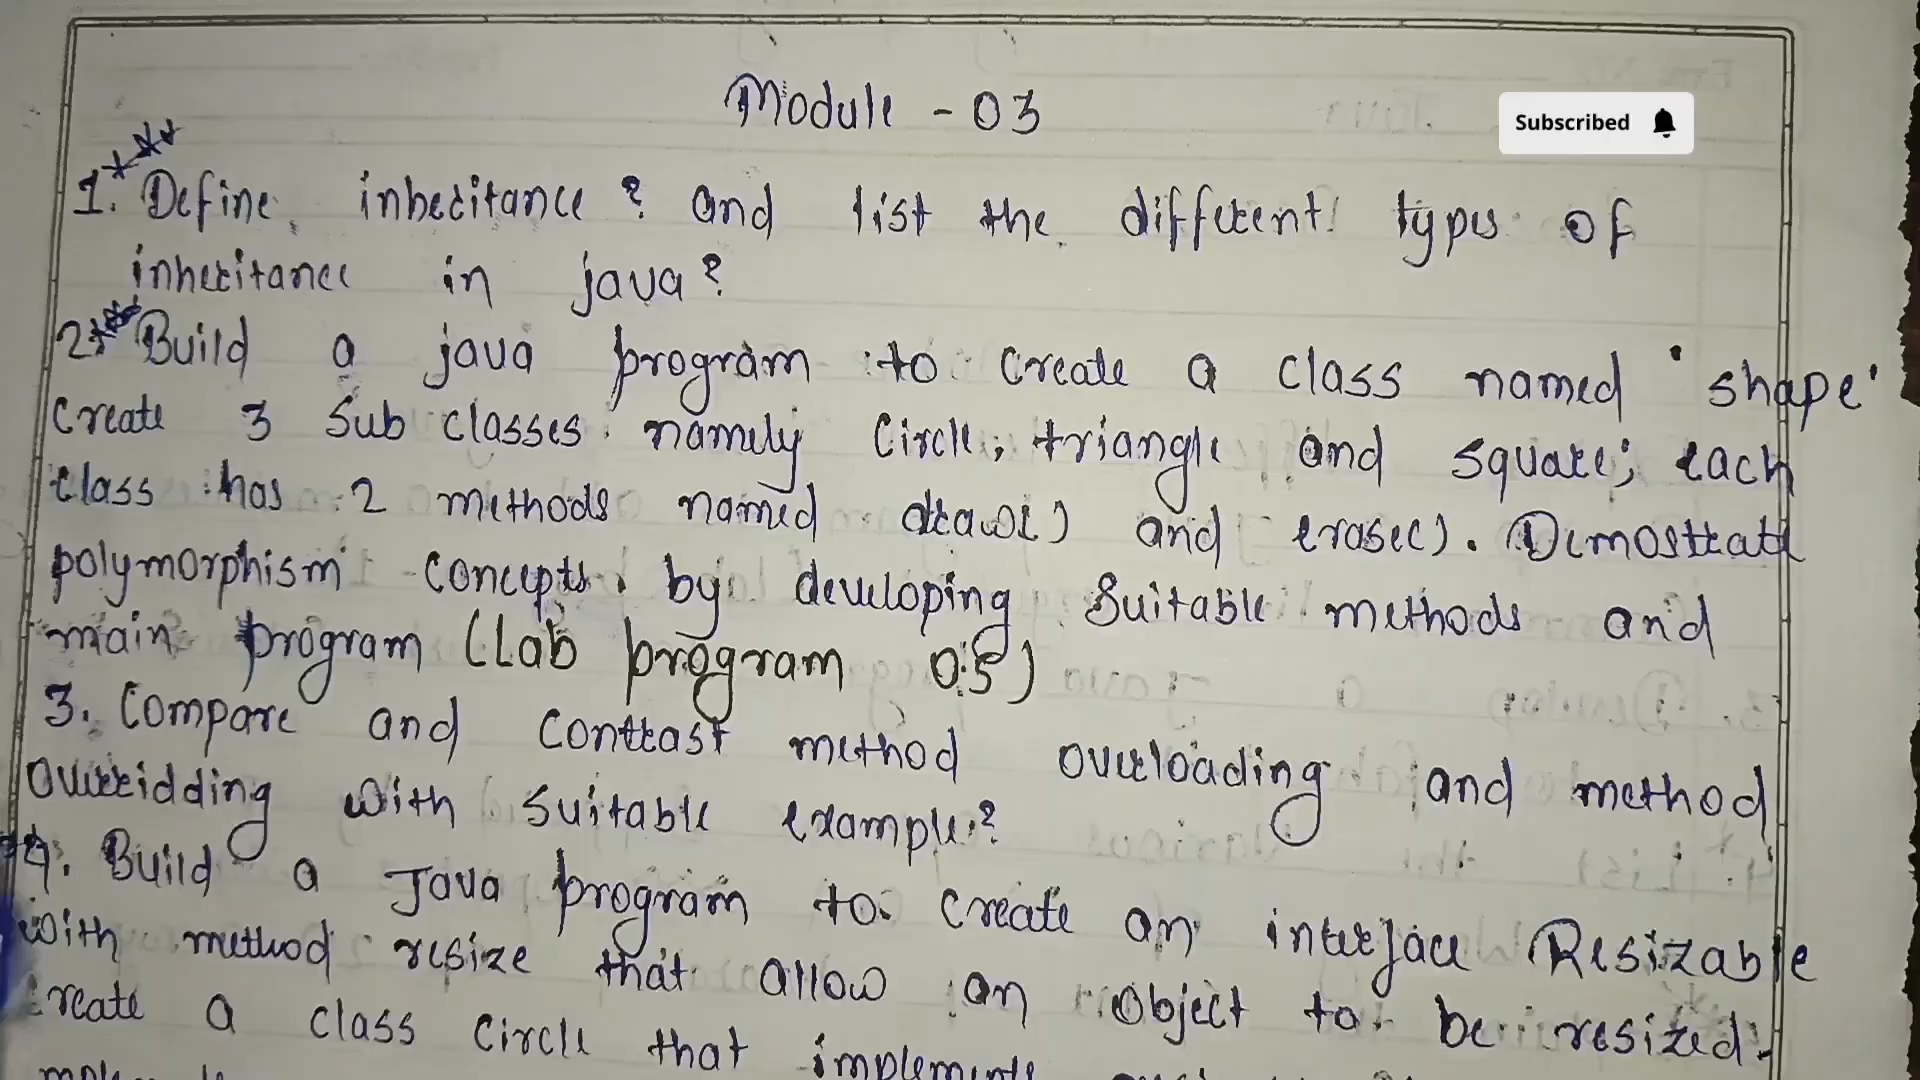 Module - 03
Subscribed
1. Define inheritance? and list the different types of
inheritance in java?
2. Build a java program to create a class named 'shape'
create 3 sub classes namely circle, triangle and square; each
class has 2 methods named draw() and erase(). Demostrate
polymorphism concepts by developing suitable methods and
main program (Lab program 05)
3. Compare and contrast method overloading and method
overridding with suitable example?
4. Build a Java program to create an interface Resizable
with method resize that allow an object to be resized.
create a class circle that implements